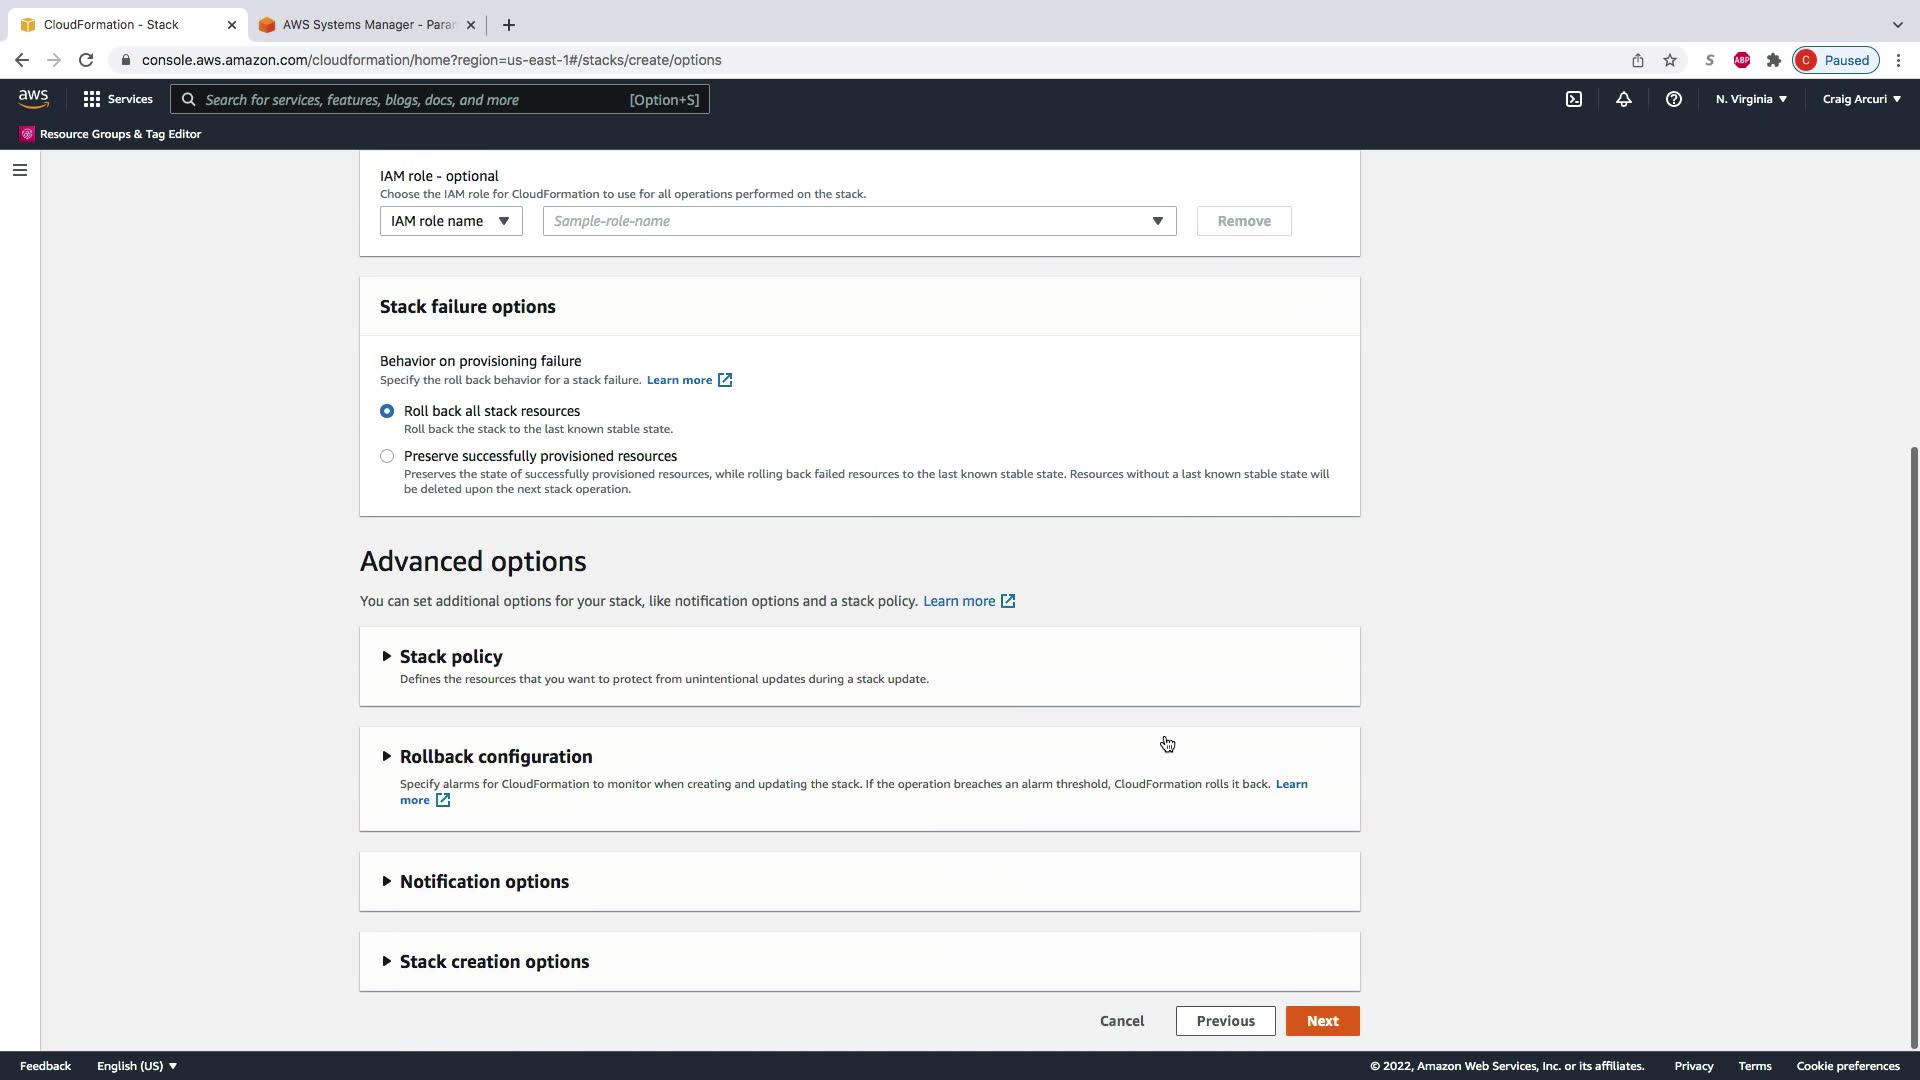 CloudFormation - Stack
AWS Systems Manager - Param
console.aws.amazon.com/cloudformation/home?region=us-east-1#/stacks/create/options
S
ABP
C
Paused
aws
Services
Search for services, features, blogs, docs, and more
[Option+S]
N. Virginia
Craig Arcuri
Resource Groups & Tag Editor
IAM role - optional
Choose the IAM role for CloudFormation to use for all operations performed on the stack.
IAM role name
Sample-role-name
Remove
Stack failure options
Behavior on provisioning failure
Specify the roll back behavior for a stack failure. Learn more
Roll back all stack resources
Roll back the stack to the last known stable state.
Preserve successfully provisioned resources
Preserves the state of successfully provisioned resources, while rolling back failed resources to the last known stable state. Resources without a last known stable state will
be deleted upon the next stack operation.
Advanced options
You can set additional options for your stack, like notification options and a stack policy. Learn more
Stack policy
Defines the resources that you want to protect from unintentional updates during a stack update.
Rollback configuration
Specify alarms for CloudFormation to monitor when creating and updating the stack. If the operation breaches an alarm threshold, CloudFormation rolls it back. Learn
more
Notification options
Stack creation options
Cancel
Previous
Next
Feedback
English (US)
© 2022, Amazon Web Services, Inc. or its affiliates.
Privacy
Terms
Cookie preferences